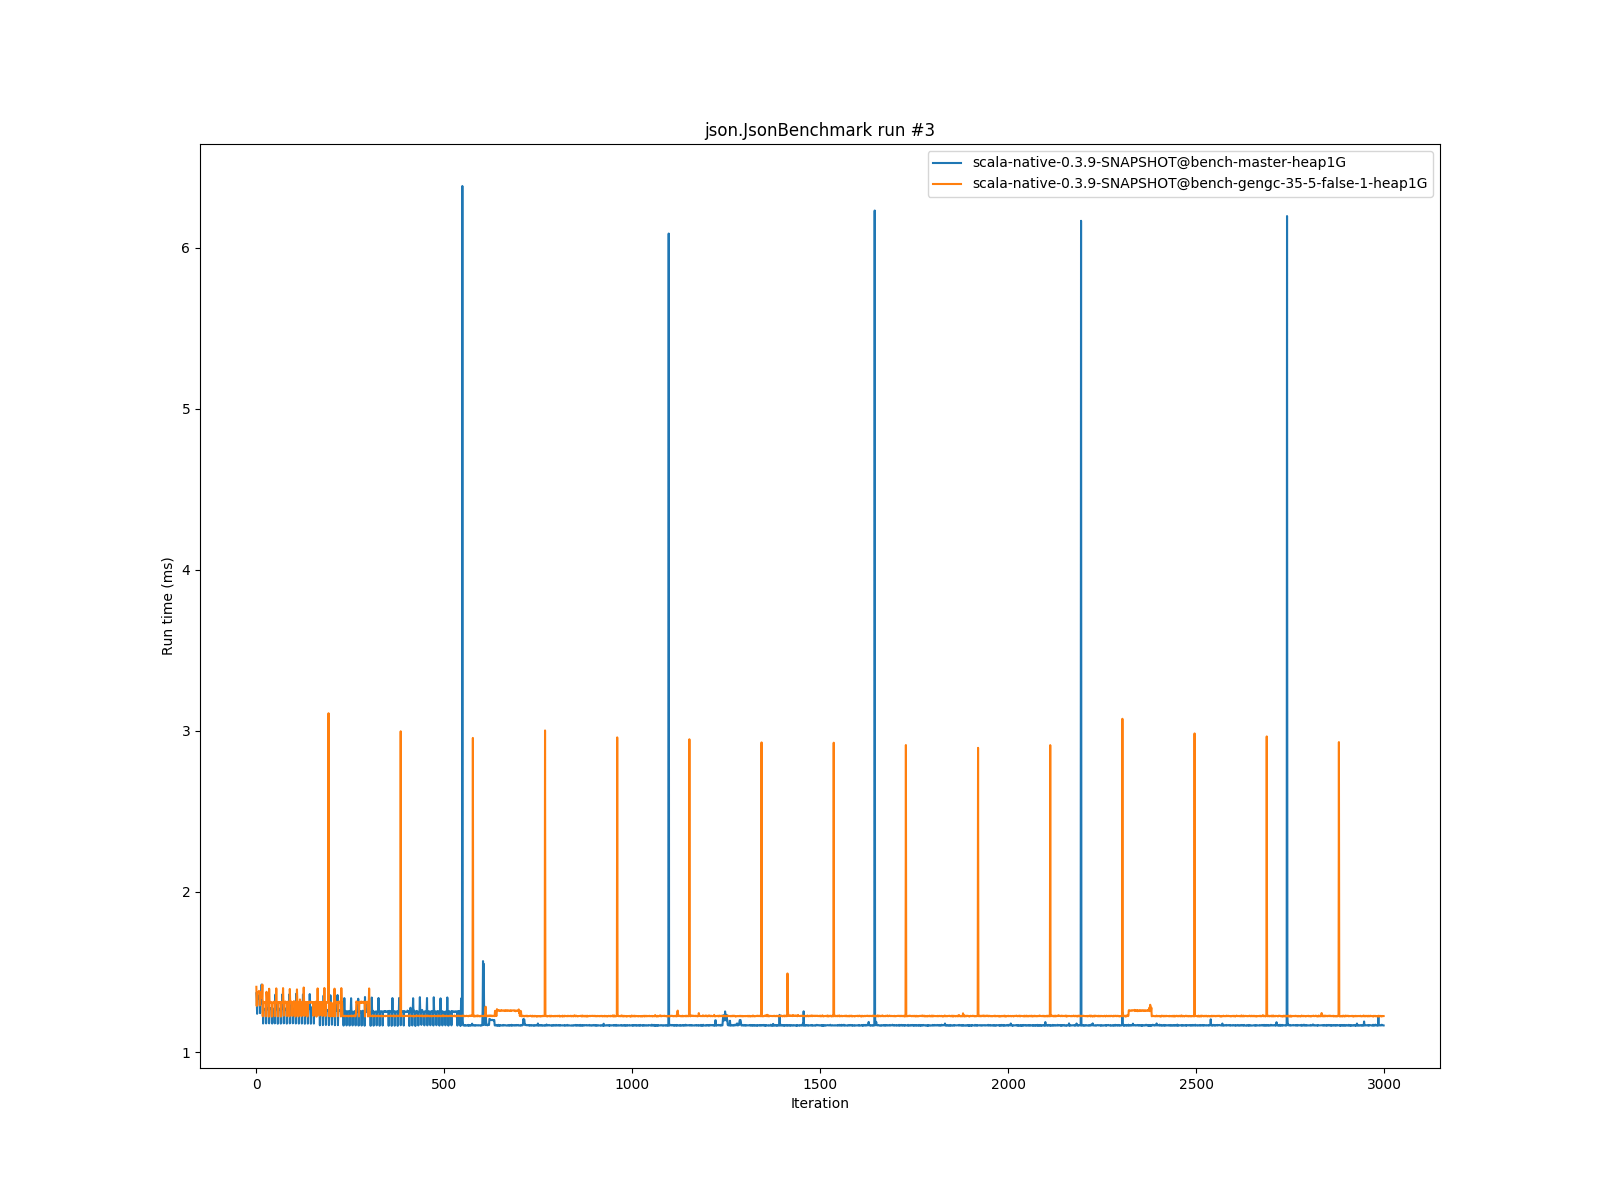 json.JsonBenchmark run #3
scala-native-0.3.9-SNAPSHOT@bench-master-heap1G
scala-native-0.3.9-SNAPSHOT@bench-gengc-35-5-false-1-heap1G
Run time (ms)
6
5
4
3
2
1
0 500 1000 1500 2000 2500 3000
Iteration